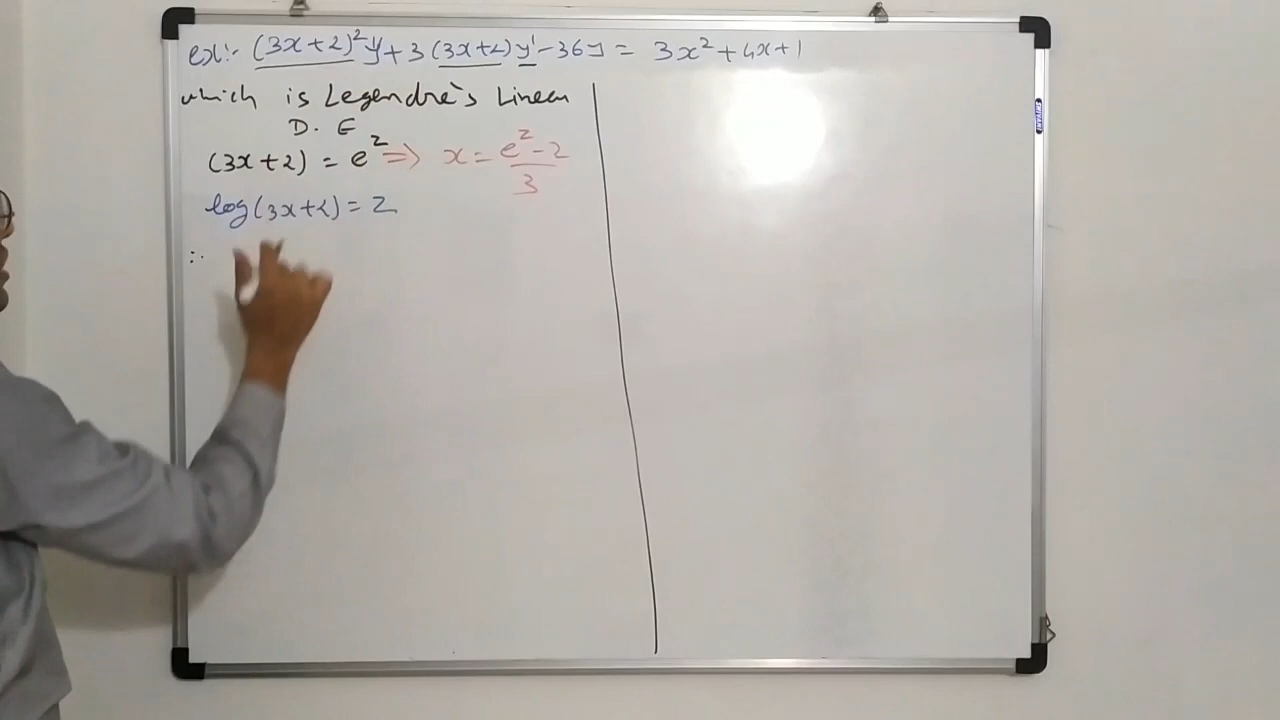 ex:- (3x+2)²y''+3(3x+2)y'-36y = 3x²+4x+1
which is Legendre's Linear
D. E
(3x+2) = e^z => x = (e^z-2)/3
log(3x+2) = z
∴